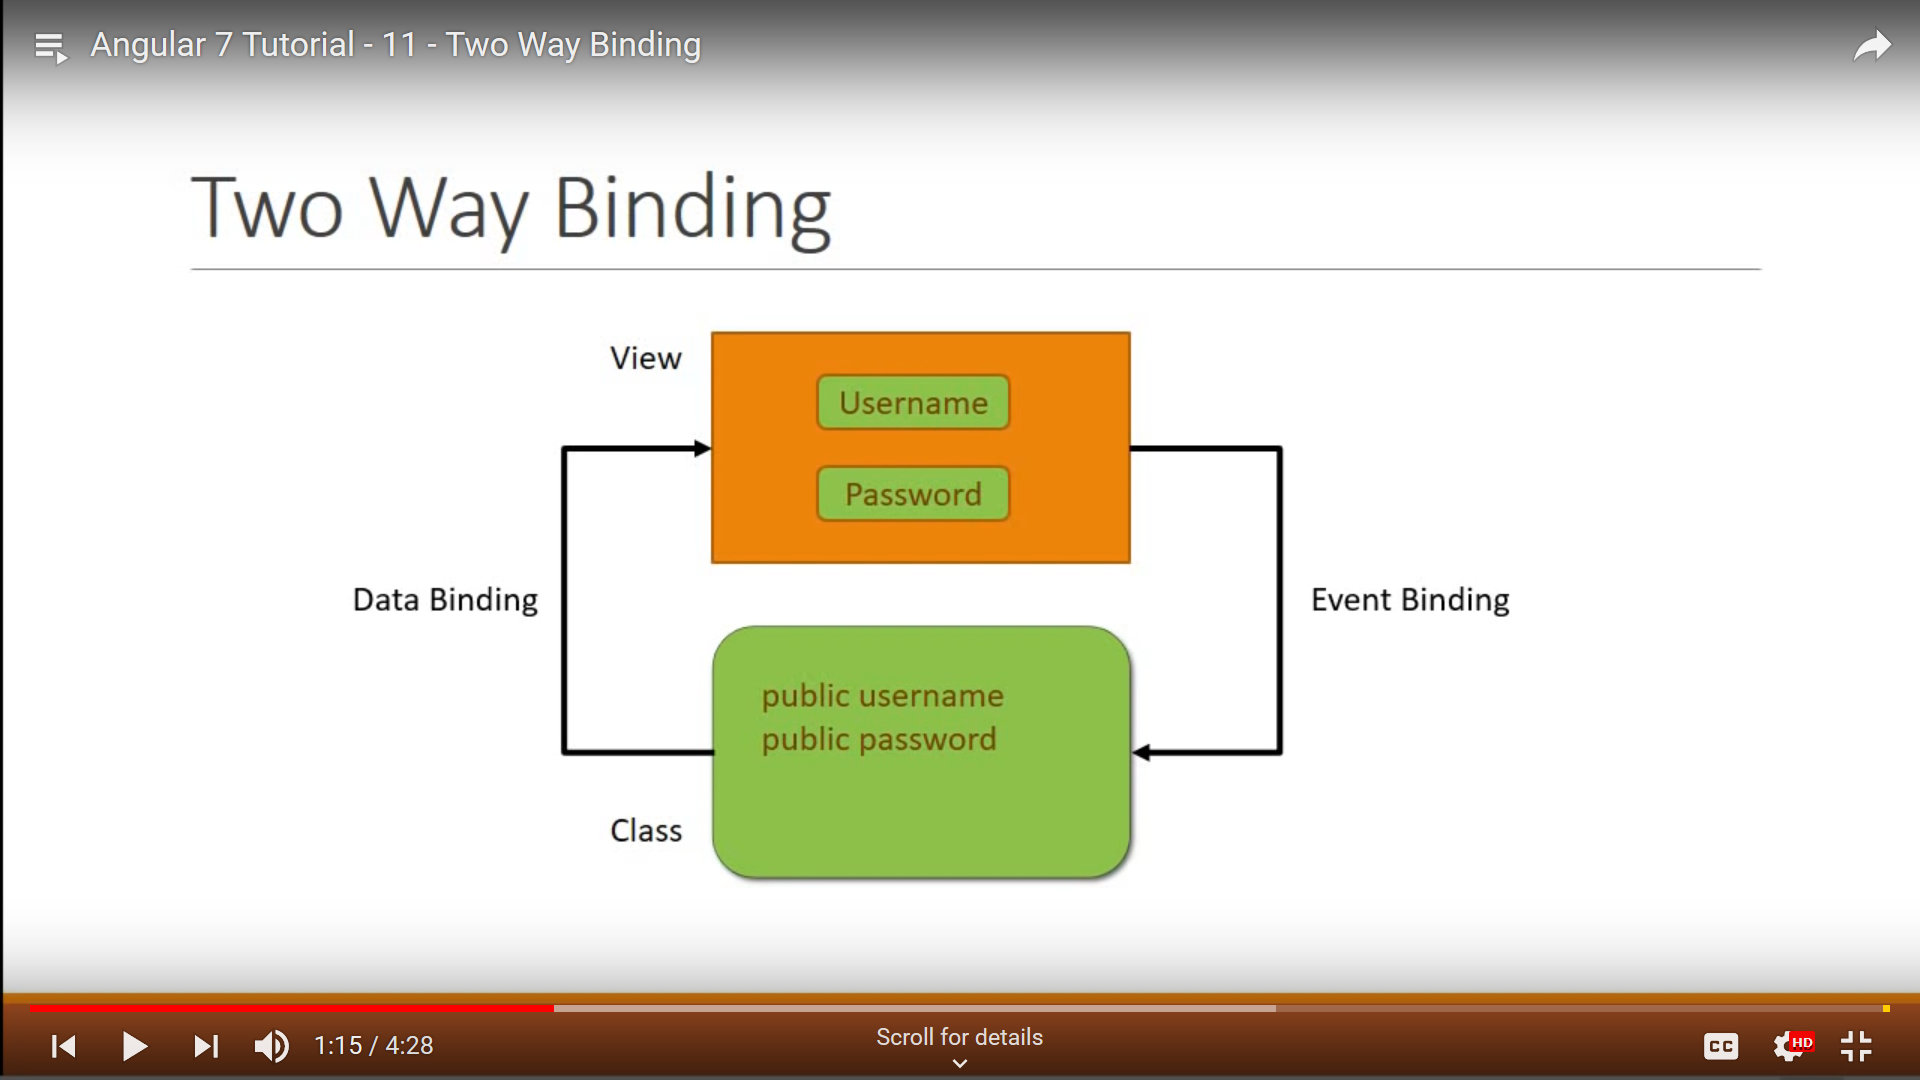 Angular 7 Tutorial - 11 - Two Way Binding
Two Way Binding
View
Username
Password
Data Binding
Event Binding
public username
public password
Class
1:15 / 4:28
Scroll for details
CC
HD